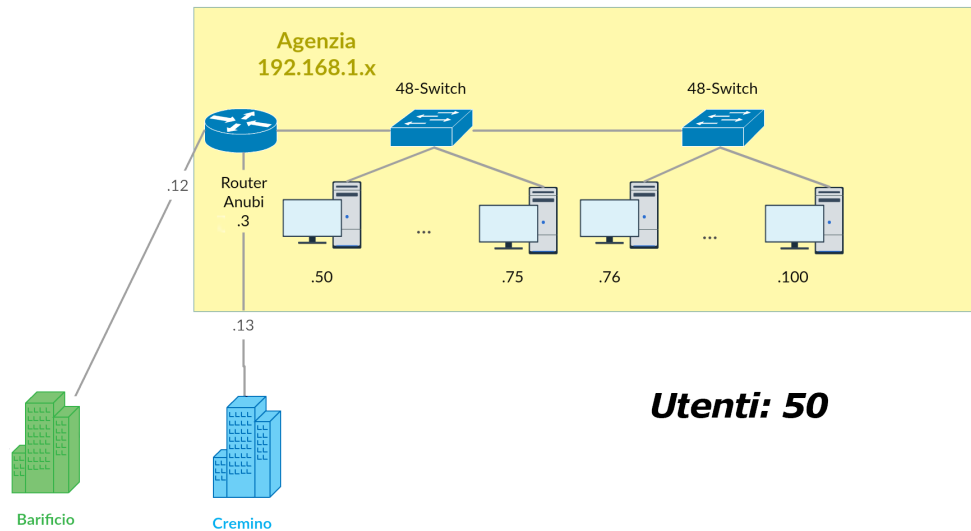 Agenzia
192.168.1.x
48-Switch
48-Switch
.12
Router
Anubi
.3
...
...
.50
.75
.76
.100
.13
Utenti: 50
Barificio
Cremino